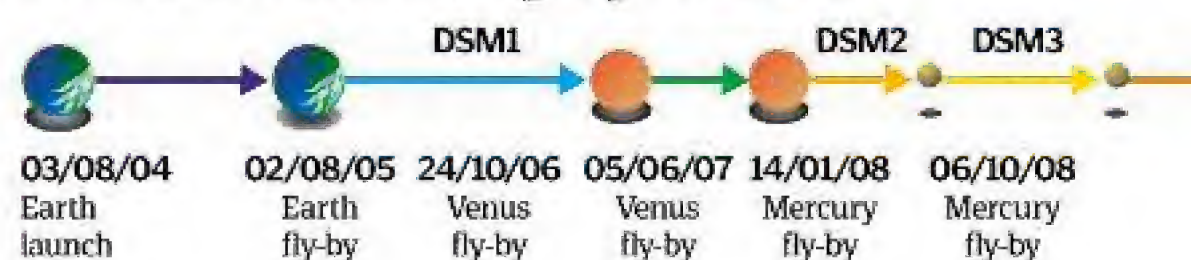 DSM1 DSM2 DSM3
03/08/04 02/08/05 24/10/06 05/06/07 14/01/08 06/10/08
Earth Earth Venus Venus Mercury Mercury
launch fly-by fly-by fly-by fly-by fly-by